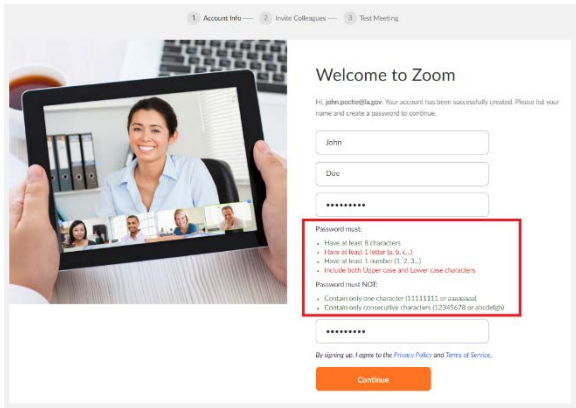 1 Account Info — 2 Invite Colleagues — 3 Test Meeting
Welcome to Zoom
Hi, john.poche@la.gov. Your account has been successfully created. Please list your
name and create a password to continue.
John
Doe
•••••••••
Password must:
• Have at least 8 characters
• Have at least 1 letter (a, b, c...)
• Have at least 1 number (1, 2, 3...)
• Include both Upper case and Lower case characters
Password must NOT:
• Contain only one character (11111111 or aaaaaaaa)
• Contain only consecutive characters (12345678 or abcdefgh)
•••••••••
By signing up, I agree to the Privacy Policy and Terms of Service.
Continue